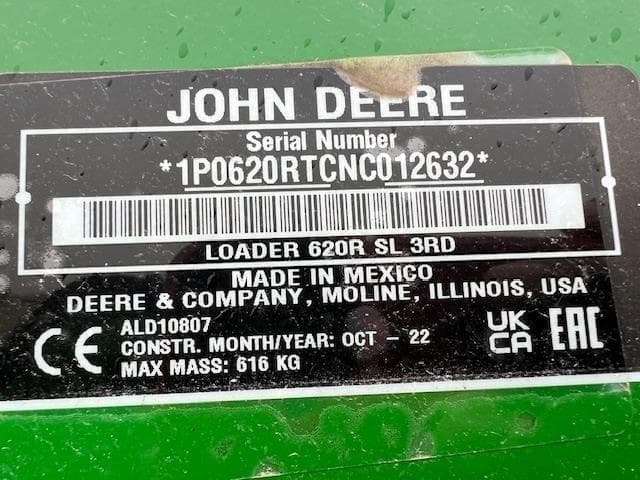 JOHN DEERE
Serial Number
*1P0620RTCNC012632*
LOADER 620R SL 3RD
MADE IN MEXICO
DEERE & COMPANY, MOLINE, ILLINOIS, USA
ALD10807
CONSTR. MONTH/YEAR: OCT - 22
MAX MASS: 616 KG
CE
UK
CA
EAC